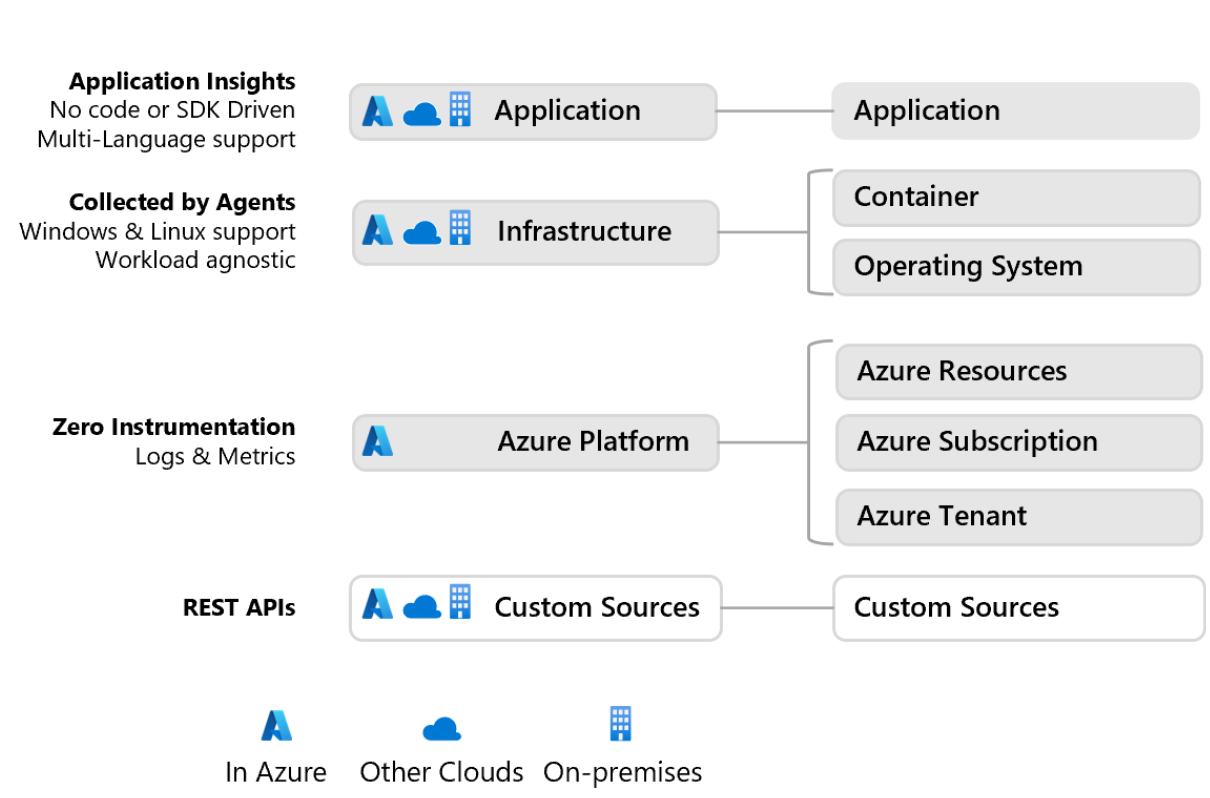 Application Insights
No code or SDK Driven
Multi-Language support
Application
Application
Collected by Agents
Windows & Linux support
Workload agnostic
Infrastructure
Container
Operating System
Zero Instrumentation
Logs & Metrics
Azure Platform
Azure Resources
Azure Subscription
Azure Tenant
REST APIs
Custom Sources
Custom Sources
In Azure
Other Clouds
On-premises